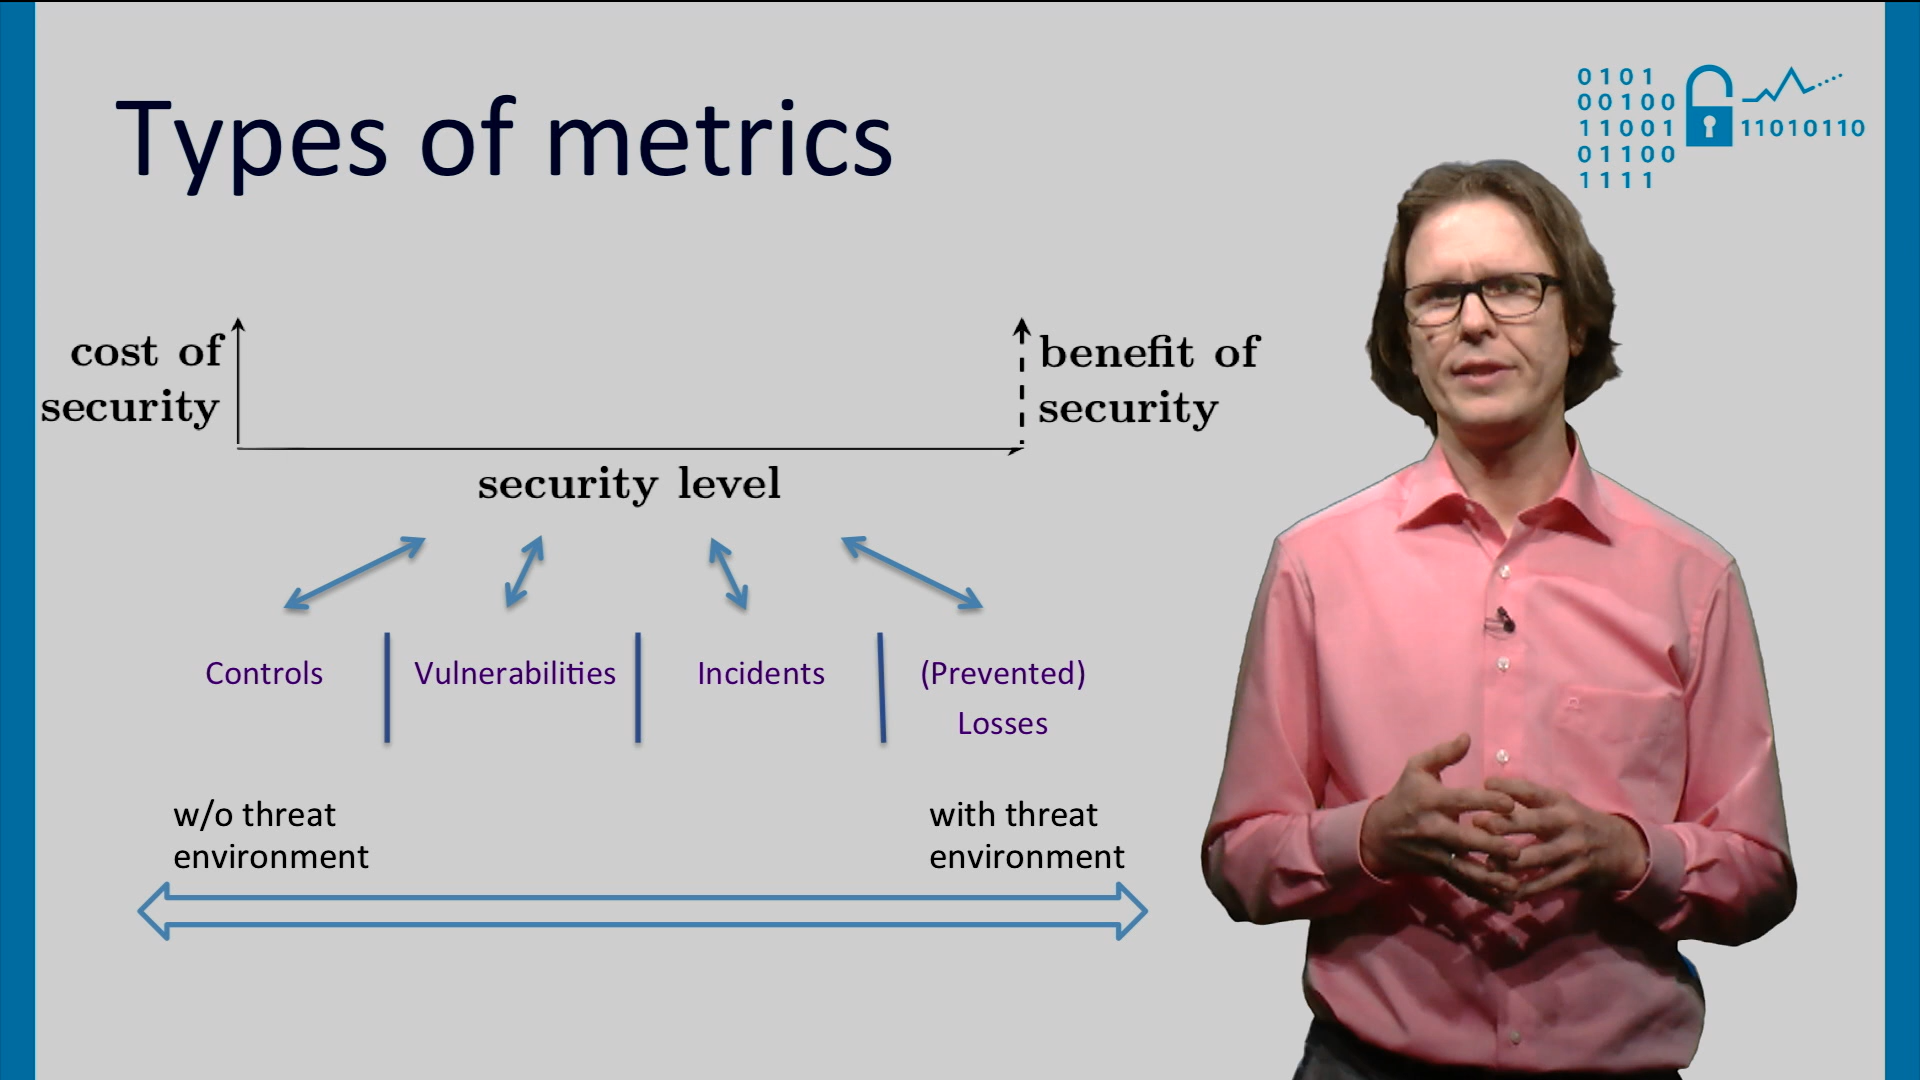 Types of metrics
0101
00100
11001
01100
1111
11010110
cost of
security
benefit of
security
security level
Controls
Vulnerabilities
Incidents
(Prevented)
Losses
w/o threat
environment
with threat
environment